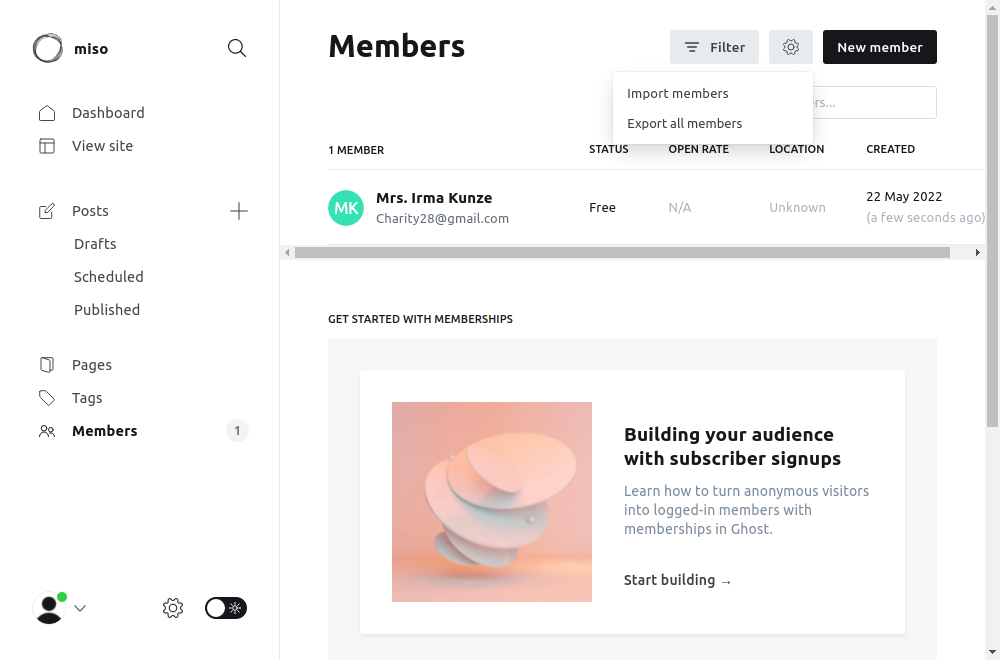 miso
Dashboard
View site
Posts
Drafts
Scheduled
Published
Pages
Tags
Members
1
Members
Filter
New member
Import members
Export all members
1 MEMBER
STATUS
OPEN RATE
LOCATION
CREATED
MK
Mrs. Irma Kunze
Charity28@gmail.com
Free
N/A
Unknown
22 May 2022
(a few seconds ago)
GET STARTED WITH MEMBERSHIPS
Building your audience
with subscriber signups
Learn how to turn anonymous visitors
into logged-in members with
memberships in Ghost.
Start building →